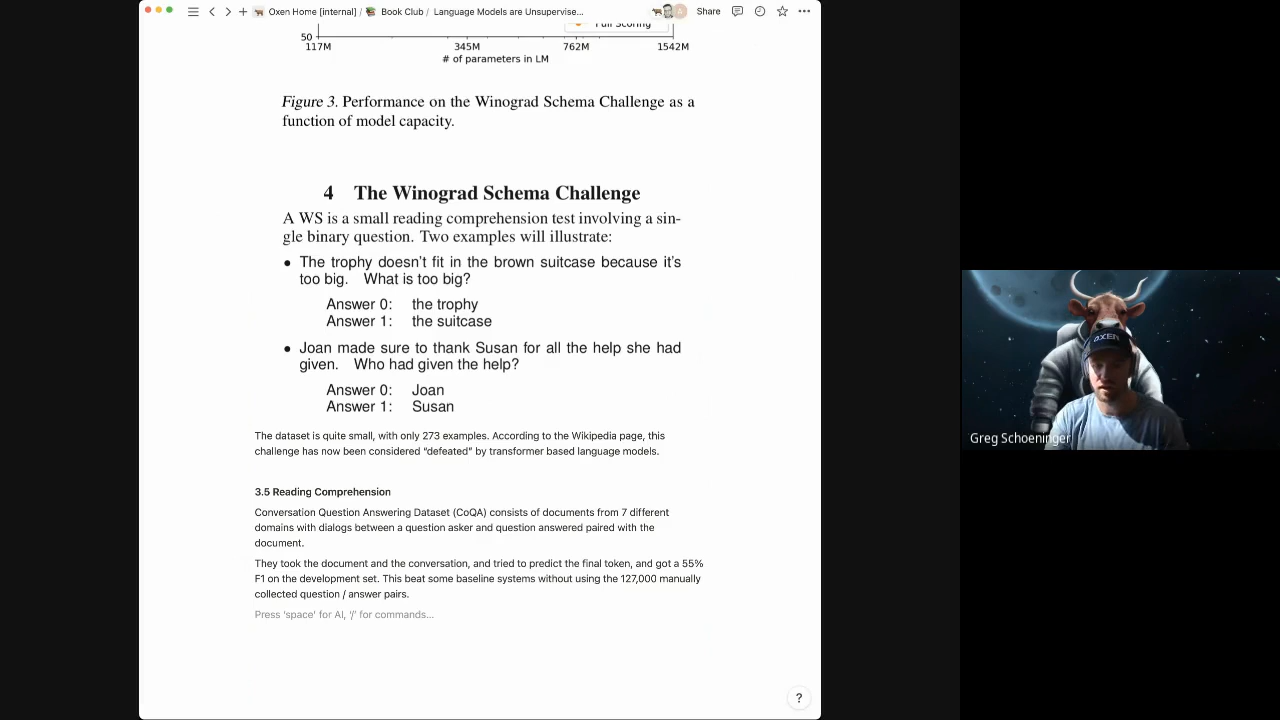 Oxen Home [internal] / Book Club / Language Models are Unsupervise...
Share
50
Full Scoring
117M 345M 762M 1542M
# of parameters in LM
Figure 3. Performance on the Winograd Schema Challenge as a
function of model capacity.
4 The Winograd Schema Challenge
A WS is a small reading comprehension test involving a sin-
gle binary question. Two examples will illustrate:
• The trophy doesn't fit in the brown suitcase because it's
too big. What is too big?
Answer 0: the trophy
Answer 1: the suitcase
• Joan made sure to thank Susan for all the help she had
given. Who had given the help?
Answer 0: Joan
Answer 1: Susan
The dataset is quite small, with only 273 examples. According to the Wikipedia page, this
challenge has now been considered “defeated” by transformer based language models.
3.5 Reading Comprehension
Conversation Question Answering Dataset (CoQA) consists of documents from 7 different
domains with dialogs between a question asker and question answered paired with the
document.
They took the document and the conversation, and tried to predict the final token, and got a 55%
F1 on the development set. This beat some baseline systems without using the 127,000 manually
collected question / answer pairs.
Press ‘space’ for AI, ‘/’ for commands...
?
OXEN
Greg Schoeninger